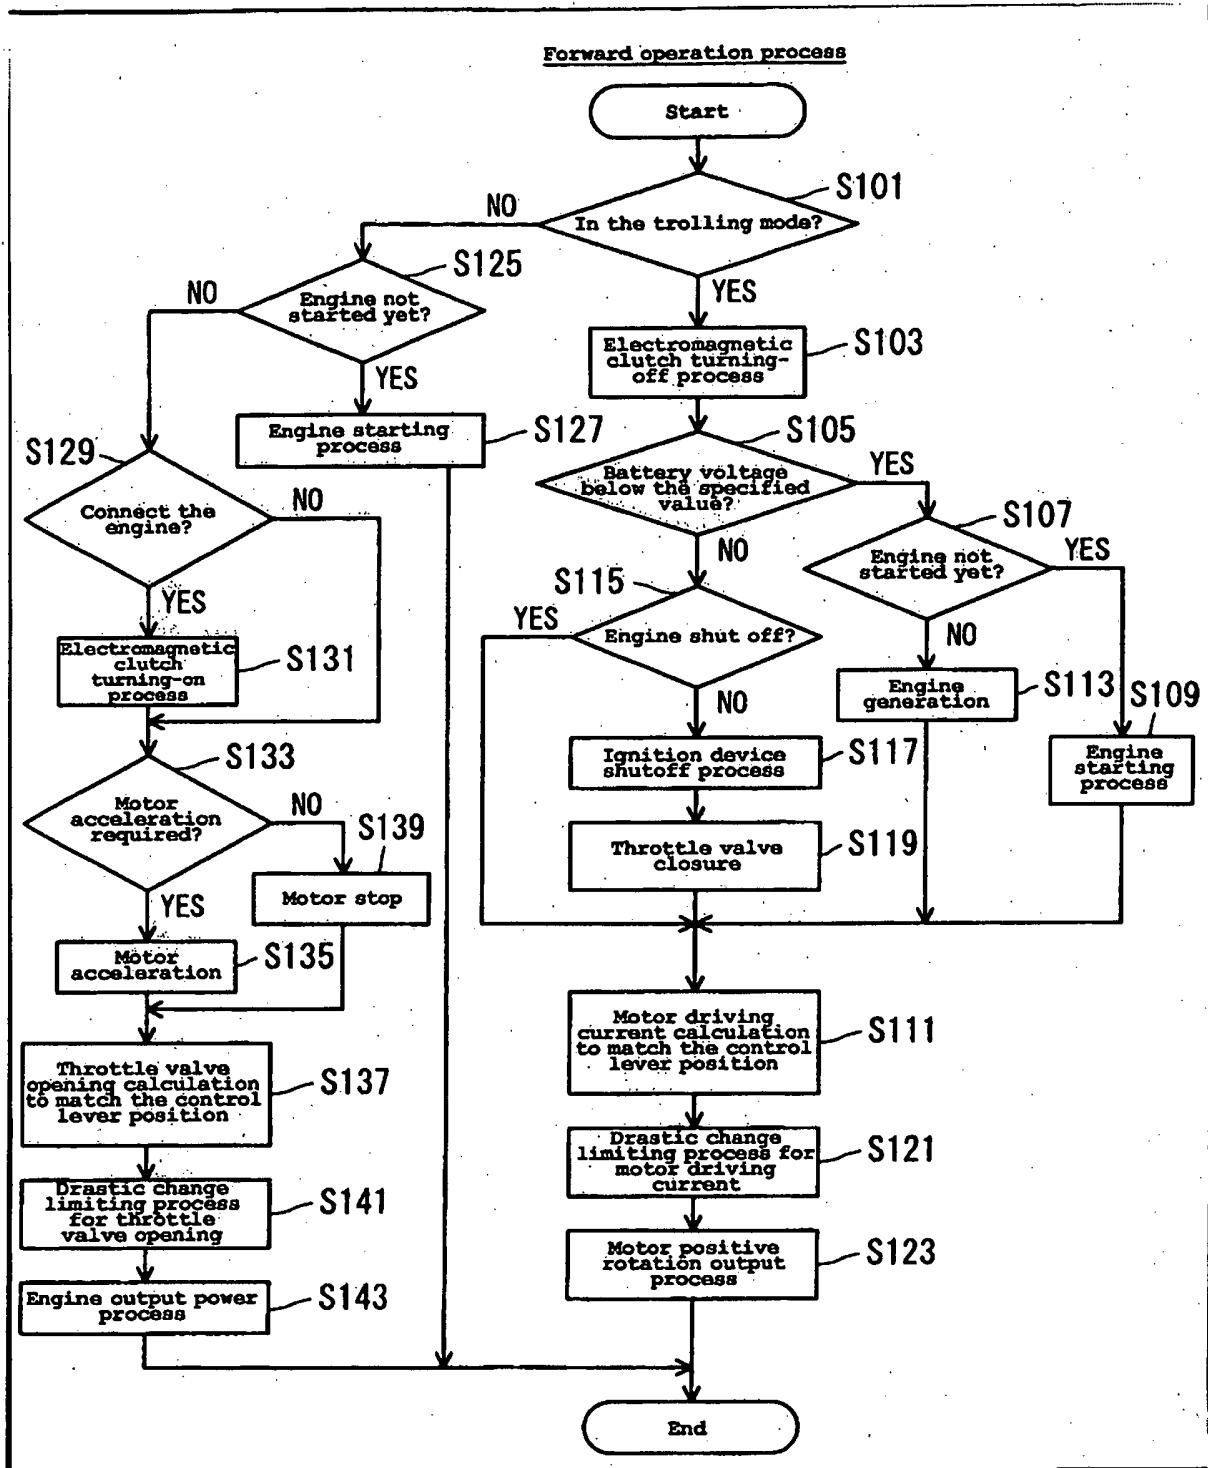 Forward operation process
Start
S101
NO
In the trolling mode?
S125
NO
YES
Engine not
started yet?
Electromagnetic
clutch turning-
off process
S103
YES
Engine starting
process
S127
S105
S129
Battery voltage
below the specified
value?
YES
NO
Connect the
engine?
S107
Engine not
started yet?
YES
NO
S115
YES
YES
Engine shut off?
NO
Electromagnetic
clutch
turning-on
process
S131
Engine
generation
S113
NO
S109
S133
Ignition device
shutoff process
S117
Engine
starting
process
Motor
acceleration
required?
NO
S139
Throttle valve
closure
S119
Motor stop
YES
Motor
acceleration
S135
Motor driving
current calculation
to match the control
lever position
S111
Throttle valve
opening calculation
to match the control
lever position
S137
Drastic change
limiting process for
motor driving
current
S121
Drastic change
limiting process
for throttle
valve opening
S141
Motor positive
rotation output
process
S123
Engine output power
process
S143
End